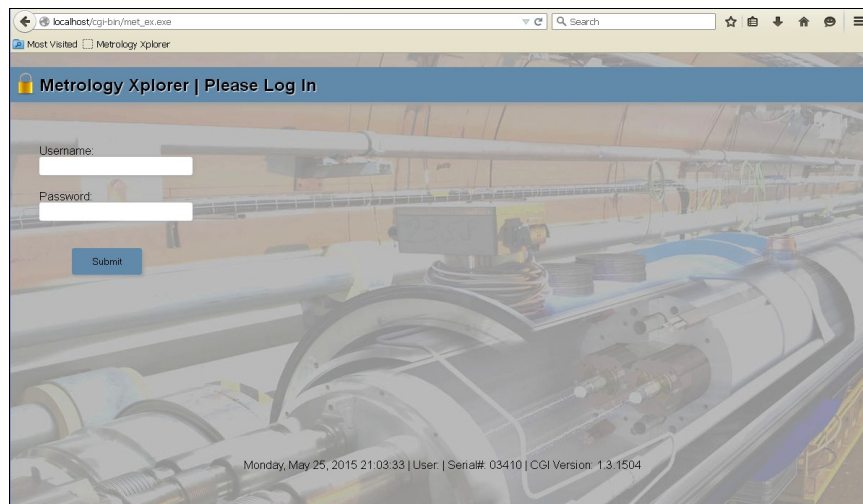 localhost/cgi-bin/met_ex.exe
Search
Most Visited
Metrology Xplorer
Metrology Xplorer | Please Log In
Username:
Password:
Submit
Monday, May 25, 2015 21:03:33 | User: | Serial#: 03410 | CGI Version: 1.3.1504